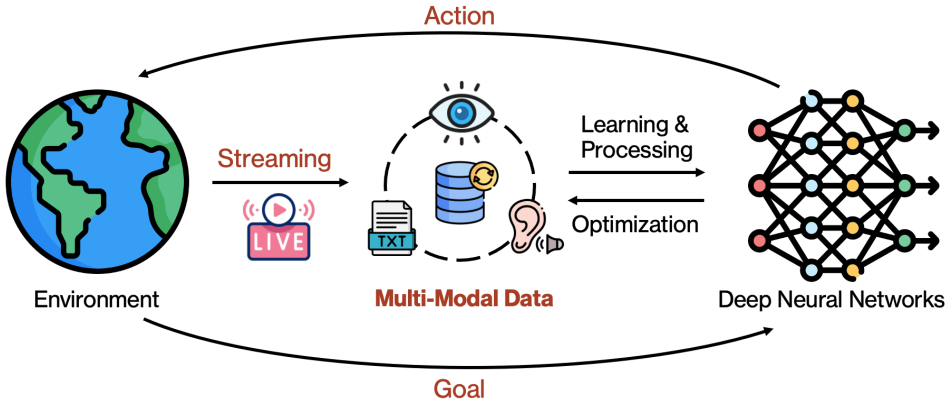 Action
Streaming
LIVE
TXT
Learning &
Processing
Optimization
Environment
Multi-Modal Data
Deep Neural Networks
Goal